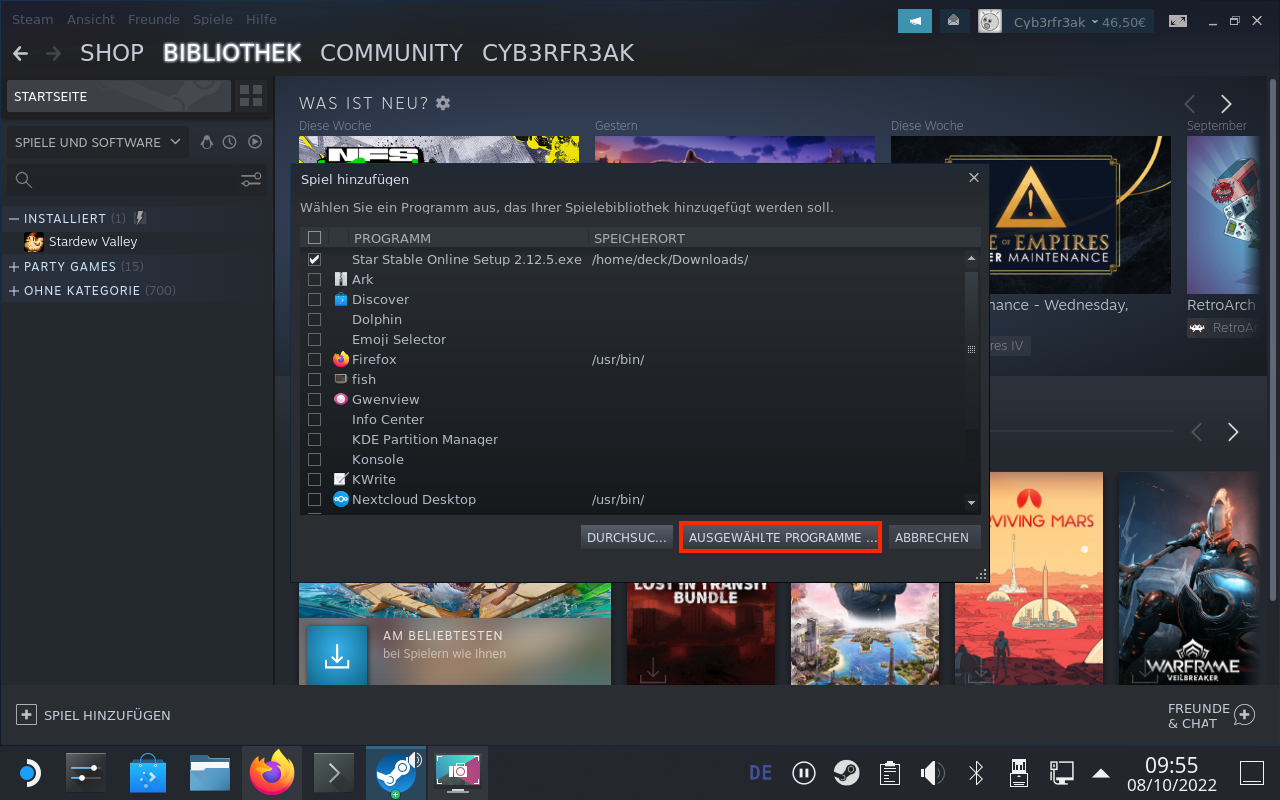 Steam Ansicht Freunde Spiele Hilfe
Cyb3rfr3ak 46,50€
SHOP BIBLIOTHEK COMMUNITY CYB3RFR3AK
STARTSEITE
SPIELE UND SOFTWARE
INSTALLIERT (1)
Stardew Valley
PARTY GAMES (15)
OHNE KATEGORIE (700)
WAS IST NEU?
Diese Woche Gestern Diese Woche September
NFS
E OF EMPIRES
ER MAINTENANCE
nance - Wednesday,
res IV
RetroArch
RetroAr
Spiel hinzufügen
Wählen Sie ein Programm aus, das Ihrer Spielebibliothek hinzugefügt werden soll.
PROGRAMM SPEICHERORT
Star Stable Online Setup 2.12.5.exe /home/deck/Downloads/
Ark
Discover
Dolphin
Emoji Selector
Firefox /usr/bin/
fish
Gwenview
Info Center
KDE Partition Manager
Konsole
KWrite
Nextcloud Desktop /usr/bin/
DURCHSUC... AUSGEWÄHLTE PROGRAMME ... ABBRECHEN
AM BELIEBTESTEN
bei Spielern wie Ihnen
LOST IN TRANSIT
BUNDLE
RVIVING MARS
WARFRAME
VEILBREAKER
SPIEL HINZUFÜGEN
FREUNDE
& CHAT
DE
09:55
08/10/2022